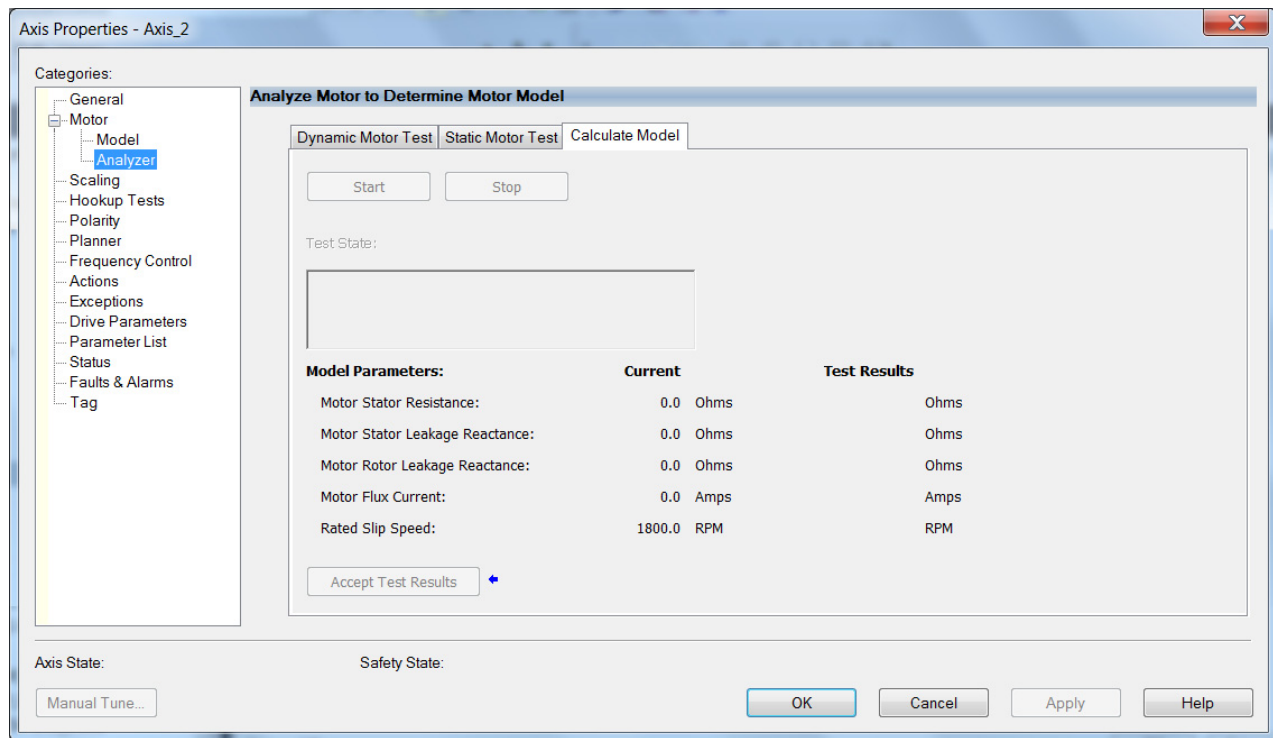 Axis Properties - Axis_2
X
Categories:
General
Motor
Model
Analyzer
Scaling
Hookup Tests
Polarity
Planner
Frequency Control
Actions
Exceptions
Drive Parameters
Parameter List
Status
Faults & Alarms
Tag
Analyze Motor to Determine Motor Model
Dynamic Motor Test Static Motor Test Calculate Model
Start Stop
Test State:
Model Parameters: Current Test Results
Motor Stator Resistance: 0.0 Ohms Ohms
Motor Stator Leakage Reactance: 0.0 Ohms Ohms
Motor Rotor Leakage Reactance: 0.0 Ohms Ohms
Motor Flux Current: 0.0 Amps Amps
Rated Slip Speed: 1800.0 RPM RPM
Accept Test Results
Axis State: Safety State:
Manual Tune... OK Cancel Apply Help